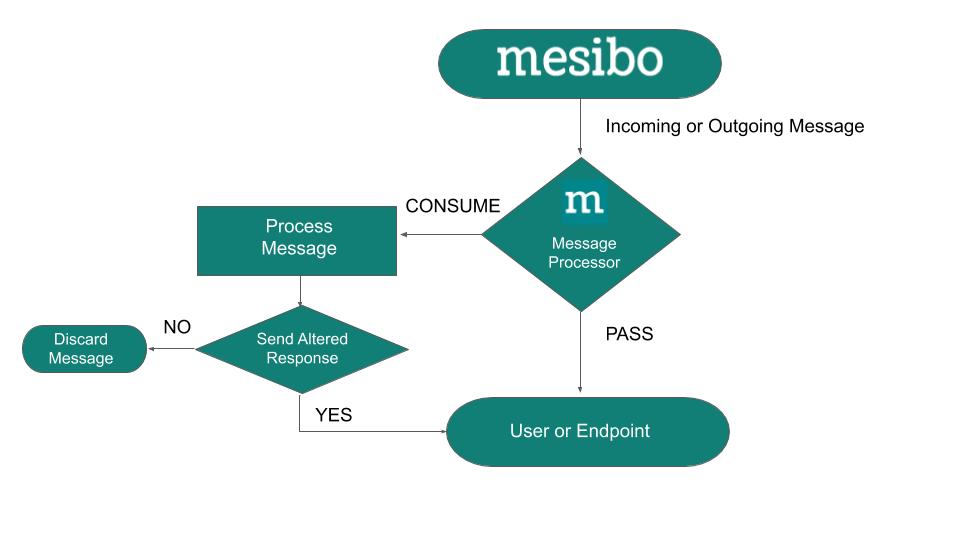 mesibo
Incoming or Outgoing Message
m
Message
Processor
CONSUME
Process
Message
PASS
Send Altered
Response
NO
Discard
Message
YES
User or Endpoint